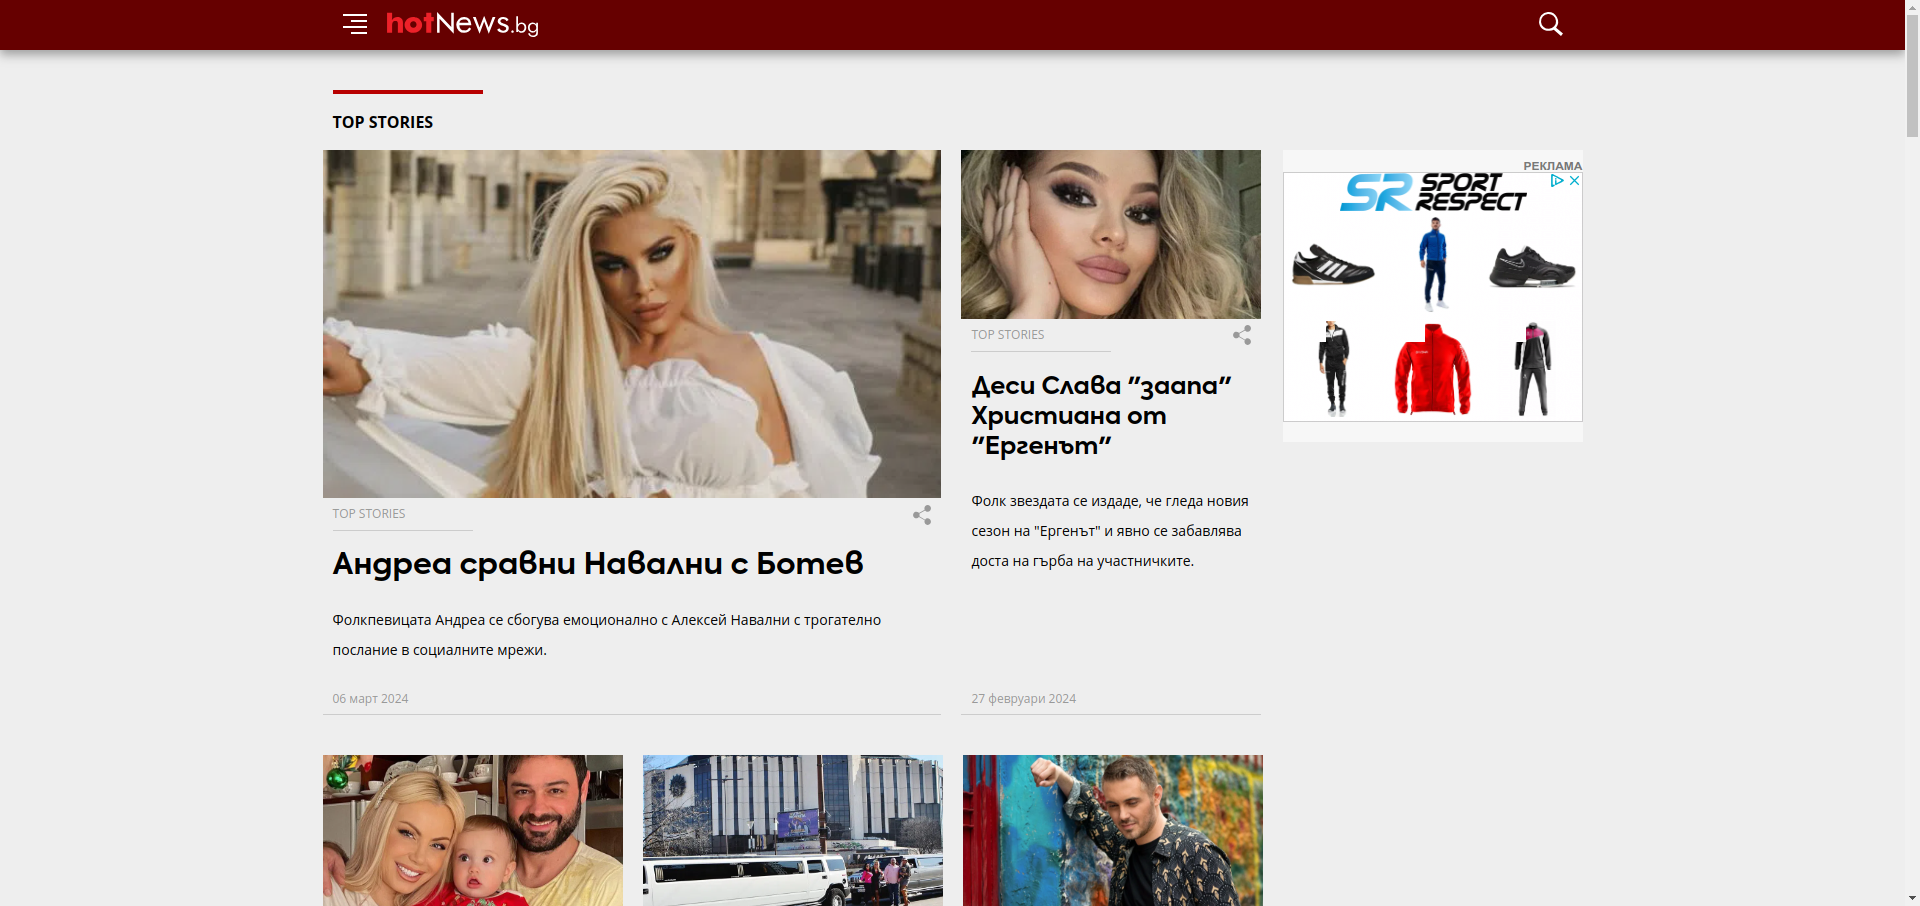 hotNews.bg
TOP STORIES
TOP STORIES
Андреа сравни Навални с Ботев
Фолкпевицата Андреа се сбогува емоционално с Алексей Навални с трогателно
послание в социалните мрежи.
06 март 2024
TOP STORIES
Деси Слава "заапа"
Христиана от
"Ергенът"
Фолк звездата се издаде, че гледа новия
сезон на "Ергенът" и явно се забавлява
доста на гърба на участничките.
27 февруари 2024
РЕКЛАМА
SR SPORT
RESPECT